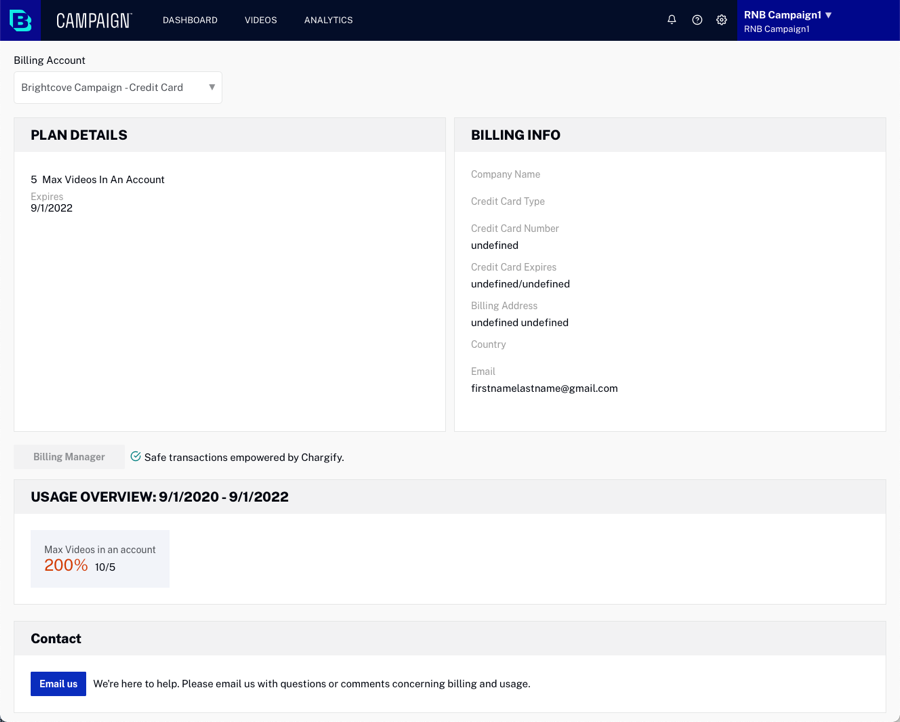 CAMPAIGN™ DASHBOARD VIDEOS ANALYTICS
RNB Campaign1 ▼
RNB Campaign1
Billing Account
Brightcove Campaign - Credit Card ▼
PLAN DETAILS
5 Max Videos In An Account
Expires
9/1/2022
BILLING INFO
Company Name
Credit Card Type
Credit Card Number
undefined
Credit Card Expires
undefined/undefined
Billing Address
undefined undefined
Country
Email
firstnamelastname@gmail.com
Billing Manager Safe transactions empowered by Chargify.
USAGE OVERVIEW: 9/1/2020 - 9/1/2022
Max Videos in an account
200% 10/5
Contact
Email us We're here to help. Please email us with questions or comments concerning billing and usage.